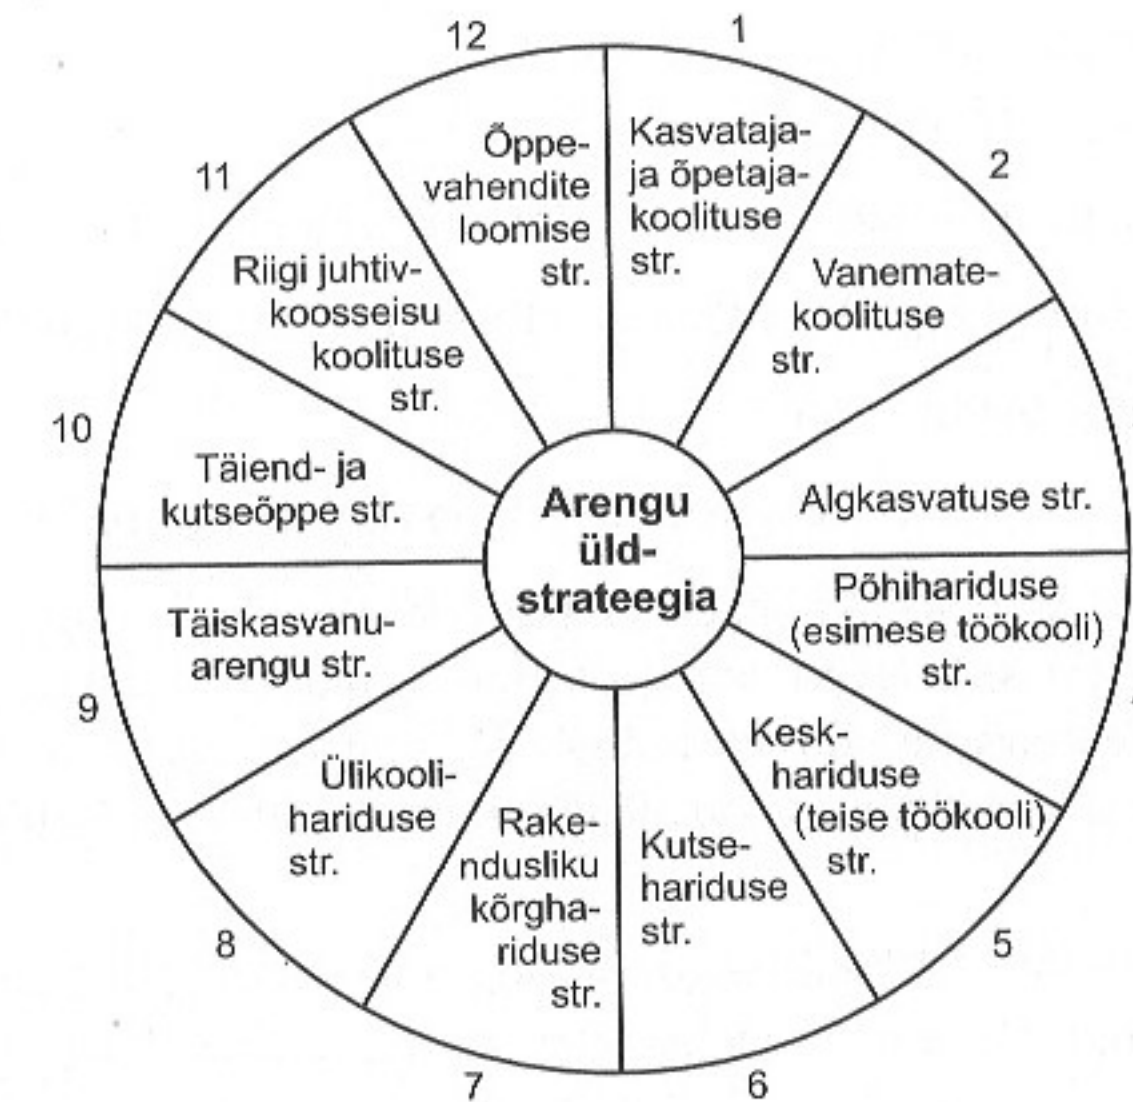 12
1
11
2
10
9
8
5
7
6
Õppe-
vahendite
loomise
str.
Kasvataja-
ja õpetaja-
koolituse
str.
Vanemate-
koolituse
str.
Algkasvatuse str.
Põhihariduse
(esimese töökooli)
str.
Kesk-
hariduse
(teise töökooli)
str.
Kutse-
hariduse
str.
Rake-
ndusliku
kõrgha-
riduse
str.
Ülikooli-
hariduse
str.
Täiskasvanu-
arengu str.
Täiend- ja
kutseõppe str.
Riigi juhtiv-
koosseisu
koolituse
str.
Arengu
üld-
strateegia